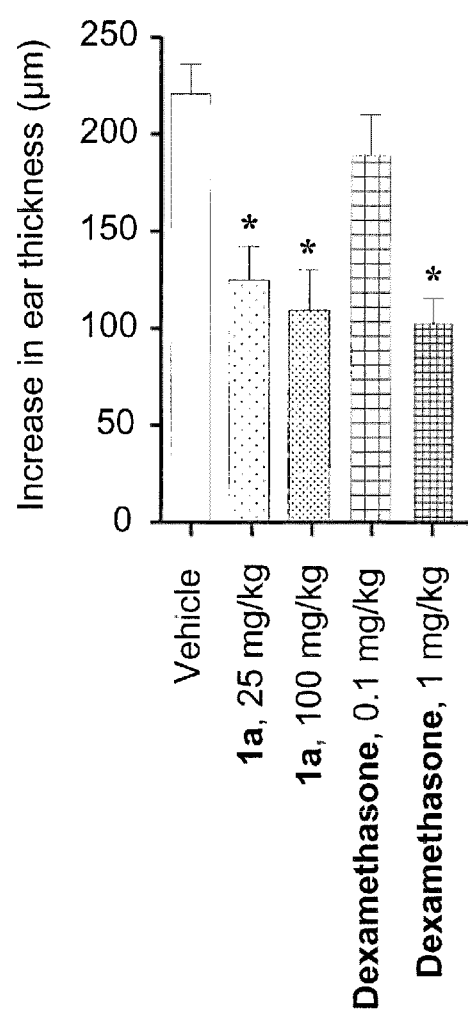 Increase in ear thickness (µm)
250
200
150
100
50
0
*
*
*
Vehicle
1a, 25 mg/kg
1a, 100 mg/kg
Dexamethasone, 0.1 mg/kg
Dexamethasone, 1 mg/kg